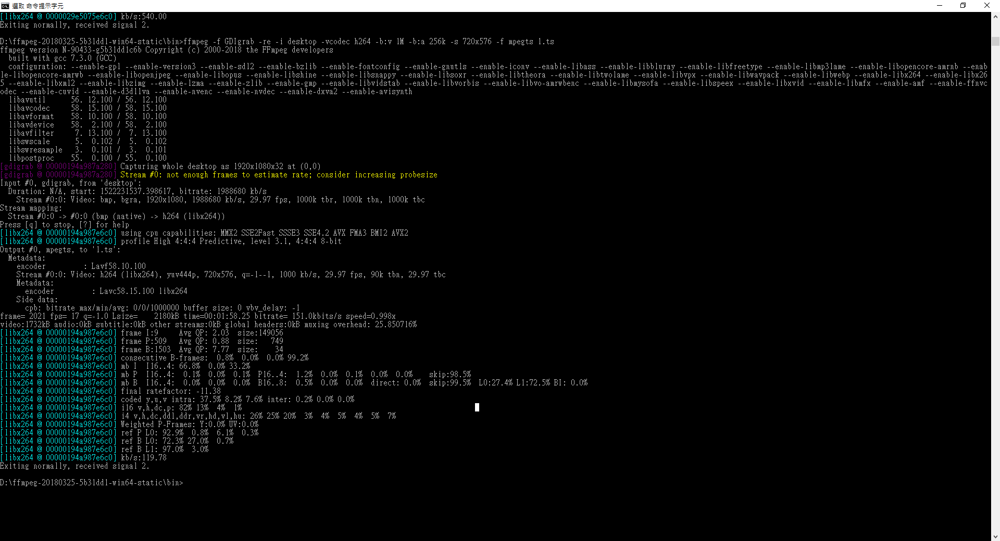 選取 命令提示字元
[libx264 @ 0000029e5075e6c0] kb/s:540.00
Exiting normally, received signal 2.
D:\ffmpeg-20180325-5b31dd1-win64-static\bin>ffmpeg -f GDIgrab -re -i desktop -vcodec h264 -b:v 1M -b:a 256k -s 720x576 -f mpegts 1.ts
ffmpeg version N-90433-g5b31dd1c6b Copyright (c) 2000-2018 the FFmpeg developers
  built with gcc 7.3.0 (GCC)
  configuration: --enable-gpl --enable-version3 --enable-sdl2 --enable-bzlib --enable-fontconfig --enable-gnutls --enable-iconv --enable-libass --enable-libbluray --enable-libfreetype --enable-libmp3lame --enable-libopencore-amrnb --enab
le-libopencore-amrwb --enable-libopenjpeg --enable-libopus --enable-libshine --enable-libsnappy --enable-libsoxr --enable-libtheora --enable-libtwolame --enable-libvpx --enable-libwavpack --enable-libwebp --enable-libx264 --enable-libx26
5 --enable-libxml2 --enable-libzimg --enable-lzma --enable-zlib --enable-gmp --enable-libvidstab --enable-libvorbis --enable-libvo-amrwbenc --enable-libmysofa --enable-libspeex --enable-libxvid --enable-libmfx --enable-amf --enable-ffnvc
odec --enable-cuvid --enable-d3d11va --enable-nvenc --enable-nvdec --enable-dxva2 --enable-avisynth
  libavutil      56. 12.100 / 56. 12.100
  libavcodec     58. 15.100 / 58. 15.100
  libavformat    58. 10.100 / 58. 10.100
  libavdevice    58.  2.100 / 58.  2.100
  libavfilter     7. 13.100 /  7. 13.100
  libswscale      5.  0.102 /  5.  0.102
  libswresample   3.  0.101 /  3.  0.101
  libpostproc    55.  0.100 / 55.  0.100
[gdigrab @ 00000194a987a280] Capturing whole desktop as 1920x1080x32 at (0,0)
[gdigrab @ 00000194a987a280] Stream #0: not enough frames to estimate rate; consider increasing probesize
Input #0, gdigrab, from 'desktop':
  Duration: N/A, start: 1522231537.398617, bitrate: 1988680 kb/s
    Stream #0:0: Video: bmp, bgra, 1920x1080, 1988680 kb/s, 29.97 fps, 1000k tbr, 1000k tbn, 1000k tbc
Stream mapping:
  Stream #0:0 -> #0:0 (bmp (native) -> h264 (libx264))
Press [q] to stop, [?] for help
[libx264 @ 00000194a987e6c0] using cpu capabilities: MMX2 SSE2Fast SSSE3 SSE4.2 AVX FMA3 BMI2 AVX2
[libx264 @ 00000194a987e6c0] profile High 4:4:4 Predictive, level 3.1, 4:4:4 8-bit
Output #0, mpegts, to '1.ts':
  Metadata:
    encoder         : Lavf58.10.100
    Stream #0:0: Video: h264 (libx264), yuv444p, 720x576, q=-1--1, 1000 kb/s, 29.97 fps, 90k tbn, 29.97 tbc
    Metadata:
      encoder         : Lavc58.15.100 libx264
    Side data:
      cpb: bitrate max/min/avg: 0/0/1000000 buffer size: 0 vbv_delay: -1
frame= 2021 fps= 17 q=-1.0 Lsize=    2180kB time=00:01:58.25 bitrate= 151.0kbits/s speed=0.998x
video:1732kB audio:0kB subtitle:0kB other streams:0kB global headers:0kB muxing overhead: 25.850716%
[libx264 @ 00000194a987e6c0] frame I:9     Avg QP: 2.03  size:149056
[libx264 @ 00000194a987e6c0] frame P:509   Avg QP: 0.88  size:   749
[libx264 @ 00000194a987e6c0] frame B:1503  Avg QP: 7.77  size:    34
[libx264 @ 00000194a987e6c0] consecutive B-frames:  0.8%  0.0%  0.0% 99.2%
[libx264 @ 00000194a987e6c0] mb I  I16..4: 66.8%  0.0% 33.2%
[libx264 @ 00000194a987e6c0] mb P  I16..4:  0.1%  0.0%  0.1%  P16..4:  1.2%  0.0%  0.1%  0.0%  0.0%    skip:98.5%
[libx264 @ 00000194a987e6c0] mb B  I16..4:  0.0%  0.0%  0.0%  B16..8:  0.5%  0.0%  0.0%  direct: 0.0%  skip:99.5%  L0:27.4% L1:72.5% BI: 0.0%
[libx264 @ 00000194a987e6c0] final ratefactor: -11.38
[libx264 @ 00000194a987e6c0] coded y,u,v intra: 37.5% 8.2% 7.6% inter: 0.2% 0.0% 0.0%
[libx264 @ 00000194a987e6c0] i16 v,h,dc,p: 82% 13%  4%  1%
[libx264 @ 00000194a987e6c0] i4 v,h,dc,ddl,ddr,vr,hd,vl,hu: 26% 25% 20%  3%  4%  5%  4%  5%  7%
[libx264 @ 00000194a987e6c0] Weighted P-Frames: Y:0.0% UV:0.0%
[libx264 @ 00000194a987e6c0] ref P L0: 92.9%  0.8%  6.1%  0.3%
[libx264 @ 00000194a987e6c0] ref B L0: 72.3% 27.0%  0.7%
[libx264 @ 00000194a987e6c0] ref B L1: 97.0%  3.0%
[libx264 @ 00000194a987e6c0] kb/s:119.78
Exiting normally, received signal 2.
D:\ffmpeg-20180325-5b31dd1-win64-static\bin>